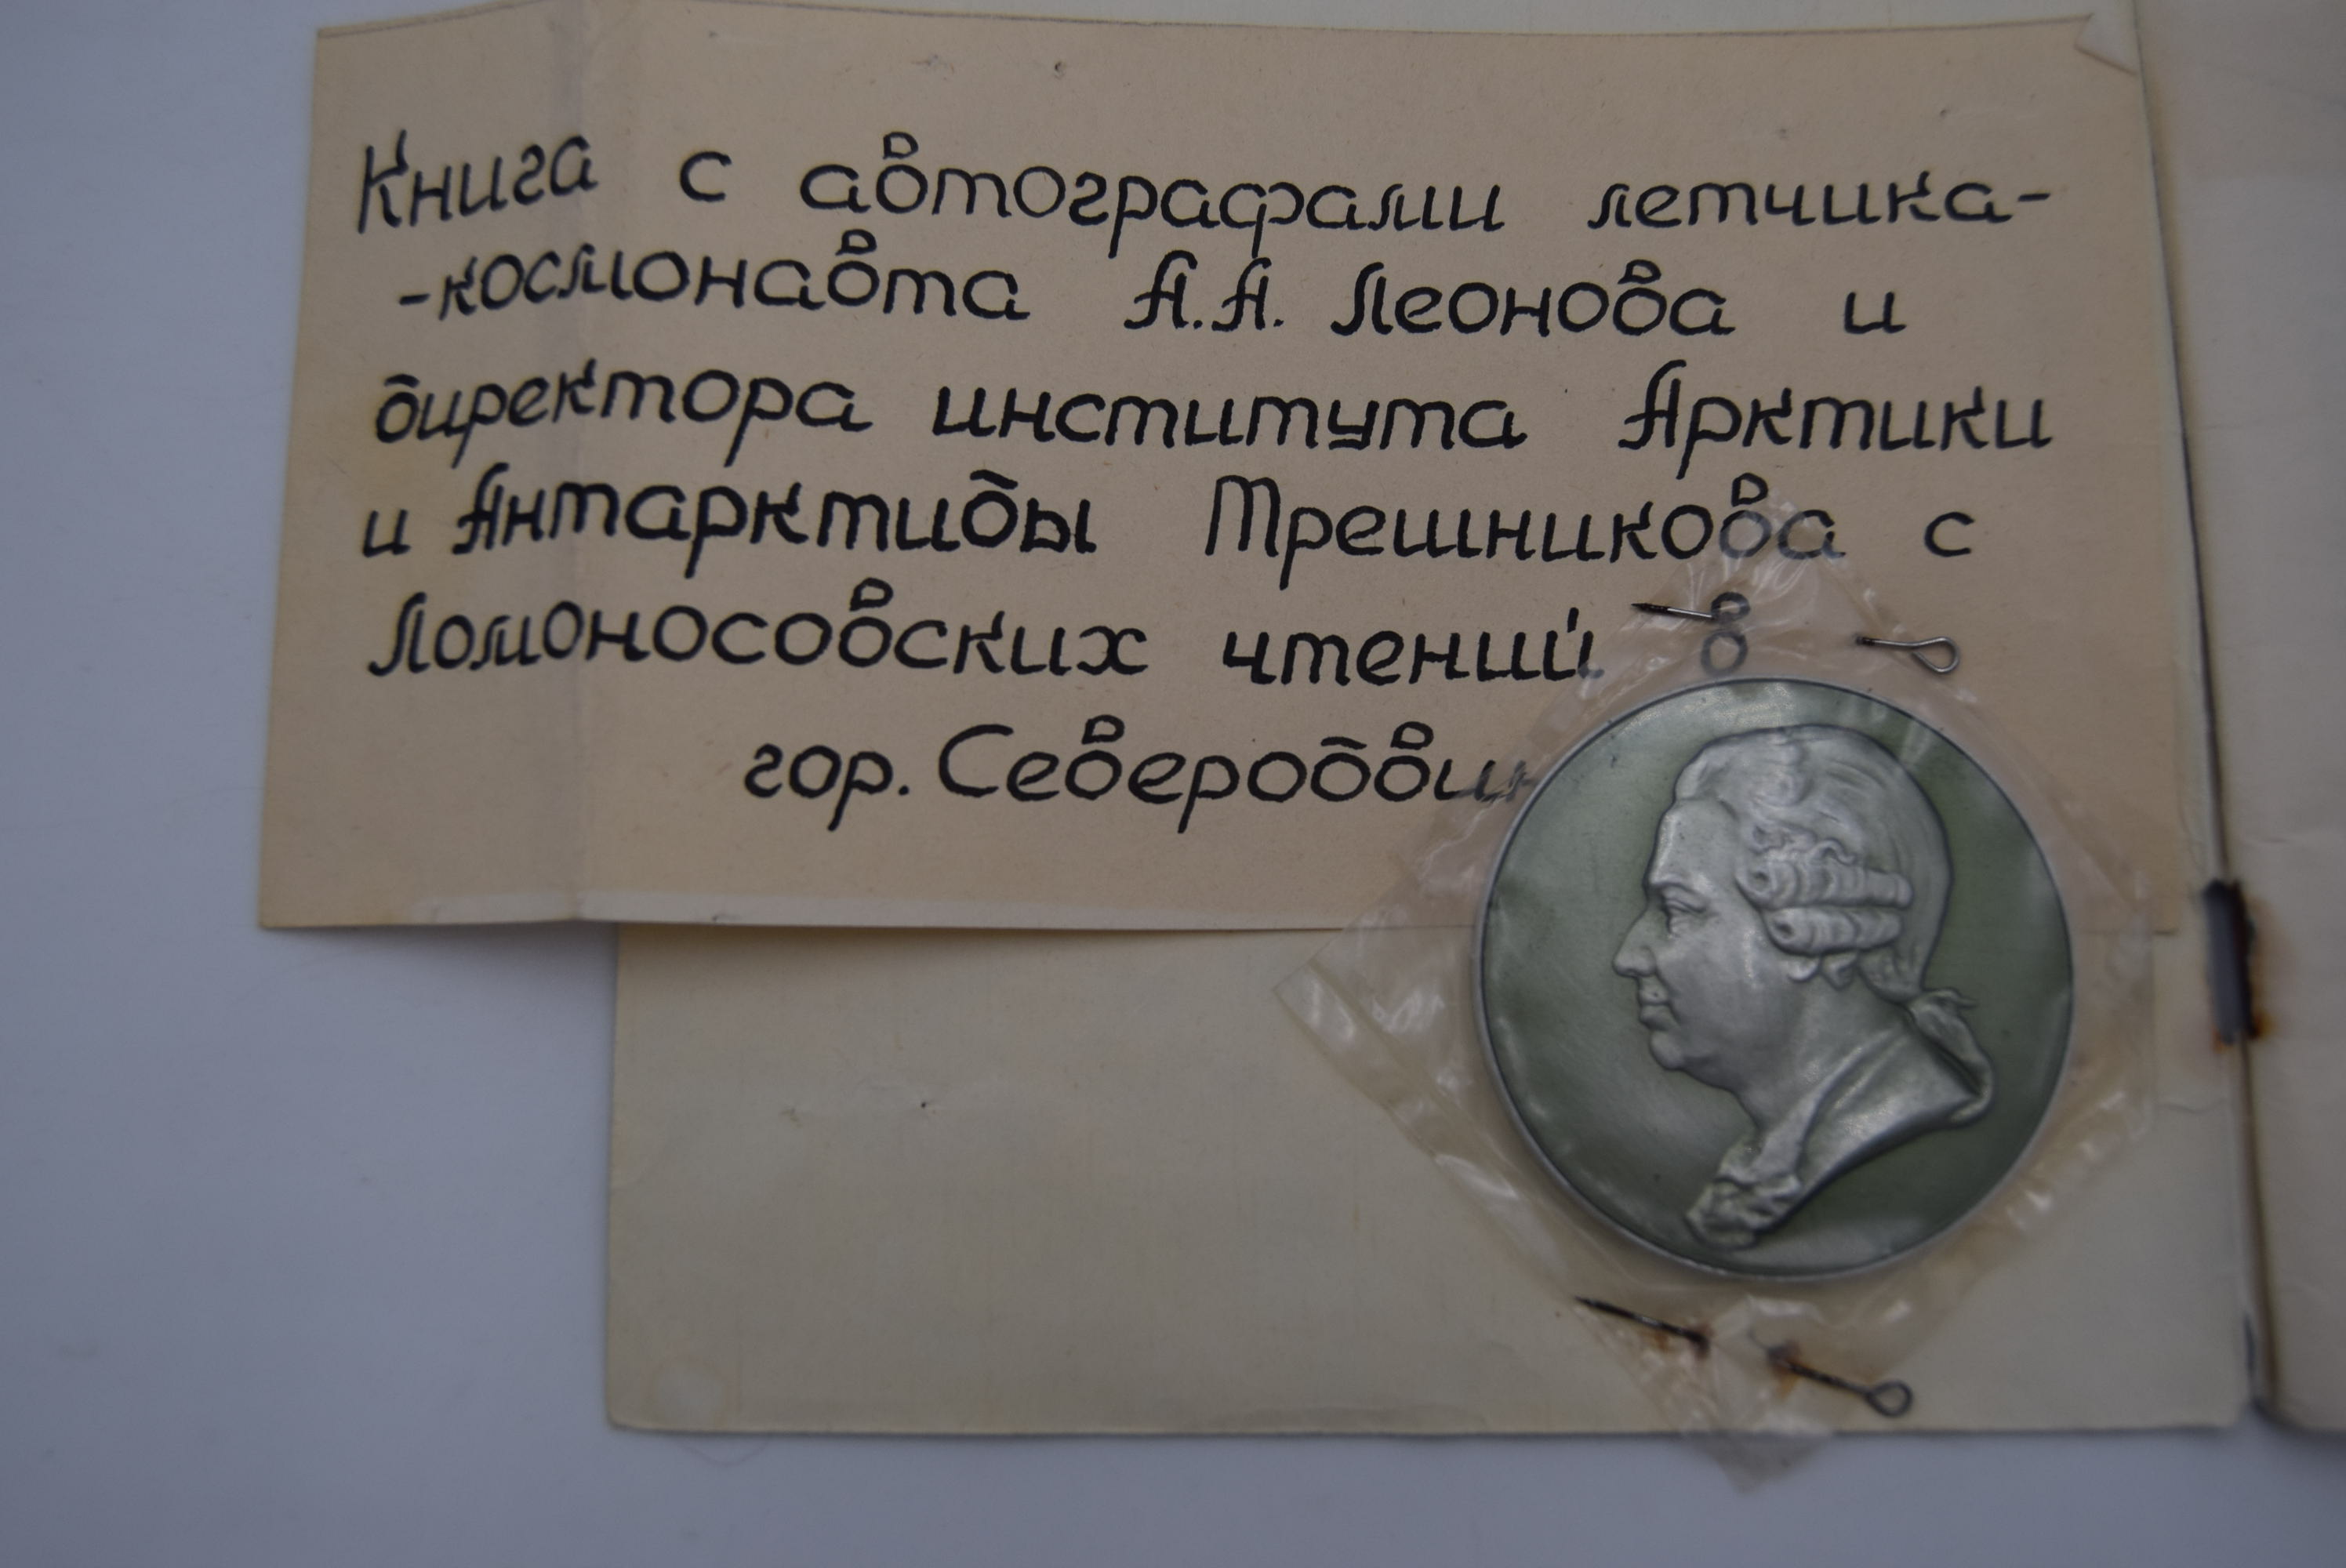 Книга с автографами летчика-
-космонавта А.А. Леонова и
директора института Арктики
и Антарктиды Трешникова с
Ломоносовских чтений в
гор.